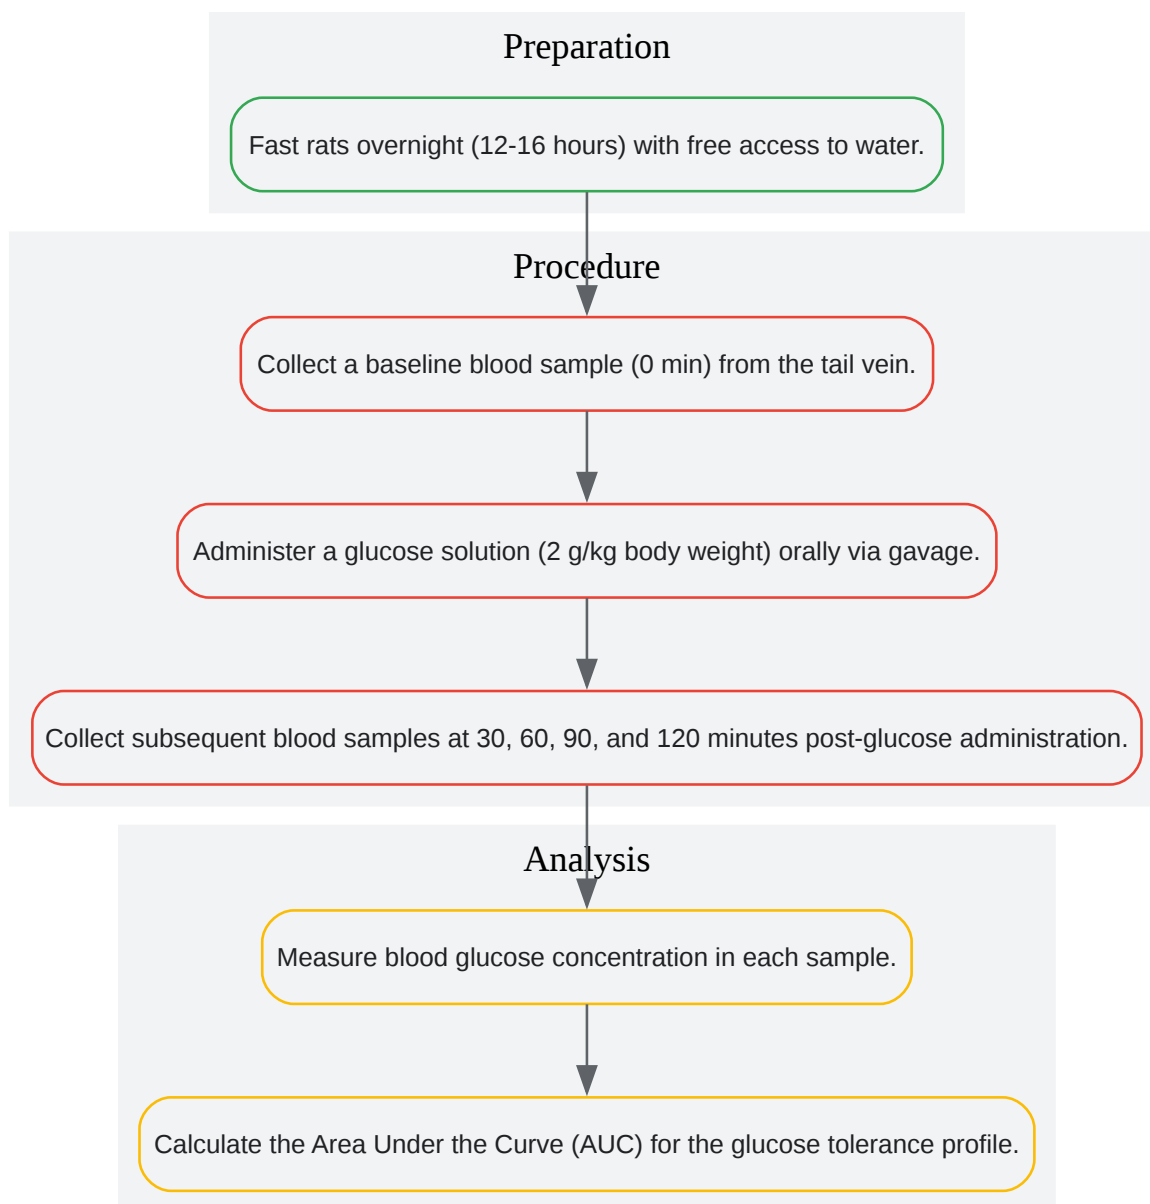 Preparation
Fast rats overnight (12-16 hours) with free access to water.
Procedure
Collect a baseline blood sample (0 min) from the tail vein.
Administer a glucose solution (2 g/kg body weight) orally via gavage.
Collect subsequent blood samples at 30, 60, 90, and 120 minutes post-glucose administration.
Analysis
Measure blood glucose concentration in each sample.
Calculate the Area Under the Curve (AUC) for the glucose tolerance profile.